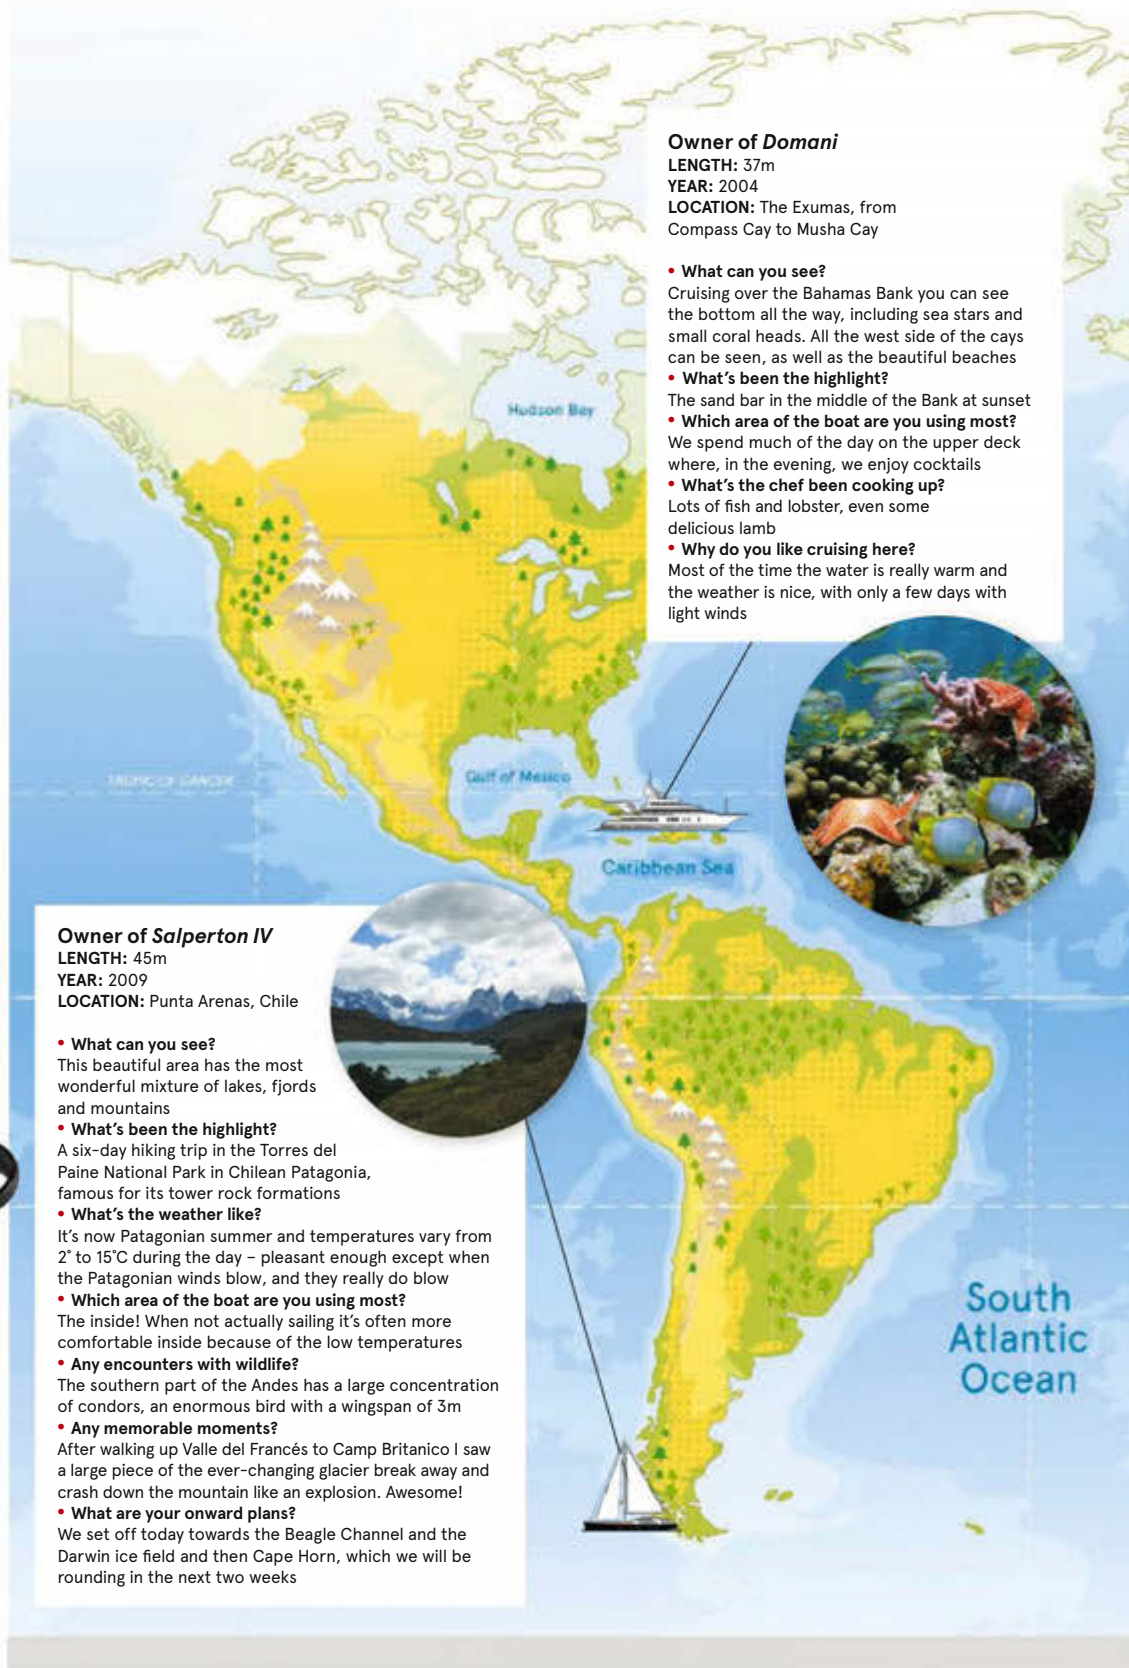 Owner of Domani
LENGTH: 37m
YEAR: 2004
LOCATION: The Exumas, from
Compass Cay to Musha Cay
• What can you see?
Cruising over the Bahamas Bank you can see
the bottom all the way, including sea stars and
small coral heads. All the west side of the cays
can be seen, as well as the beautiful beaches
• What's been the highlight?
The sand bar in the middle of the Bank at sunset
• Which area of the boat are you using most?
We spend much of the day on the upper deck
where, in the evening, we enjoy cocktails
• What's the chef been cooking up?
Lots of fish and lobster, even some
delicious lamb
• Why do you like cruising here?
Most of the time the water is really warm and
the weather is nice, with only a few days with
light winds
Hudson Bay
TROPIC OF CANCER
Gulf of Mexico
Caribbean Sea
Owner of Salperton IV
LENGTH: 45m
YEAR: 2009
LOCATION: Punta Arenas, Chile
• What can you see?
This beautiful area has the most
wonderful mixture of lakes, fjords
and mountains
• What's been the highlight?
A six-day hiking trip in the Torres del
Paine National Park in Chilean Patagonia,
famous for its tower rock formations
• What's the weather like?
It's now Patagonian summer and temperatures vary from
2° to 15°C during the day – pleasant enough except when
the Patagonian winds blow, and they really do blow
• Which area of the boat are you using most?
The inside! When not actually sailing it's often more
comfortable inside because of the low temperatures
• Any encounters with wildlife?
The southern part of the Andes has a large concentration
of condors, an enormous bird with a wingspan of 3m
• Any memorable moments?
After walking up Valle del Francés to Camp Britanico I saw
a large piece of the ever-changing glacier break away and
crash down the mountain like an explosion. Awesome!
• What are your onward plans?
We set off today towards the Beagle Channel and the
Darwin ice field and then Cape Horn, which we will be
rounding in the next two weeks
South
Atlantic
Ocean